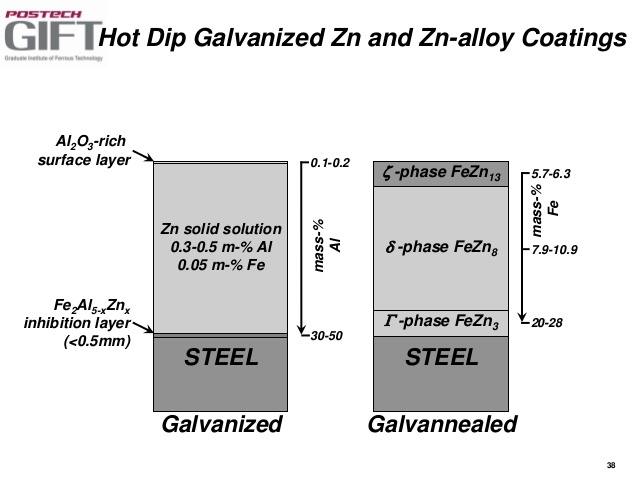 POSTECH
GIFT
Graduate Institute of Ferrous Technology
Hot Dip Galvanized Zn and Zn-alloy Coatings
Al₂O₃-rich
surface layer
Zn solid solution
0.3-0.5 m-% Al
0.05 m-% Fe
Fe₂Al₅₋ₓZnₓ
inhibition layer
(<0.5mm)
STEEL
Galvanized
0.1-0.2
mass-%
Al
30-50
ζ-phase FeZn₁₃
δ-phase FeZn₈
Γ-phase FeZn₃
STEEL
Galvannealed
5.7-6.3
mass-%
Fe
7.9-10.9
20-28
38